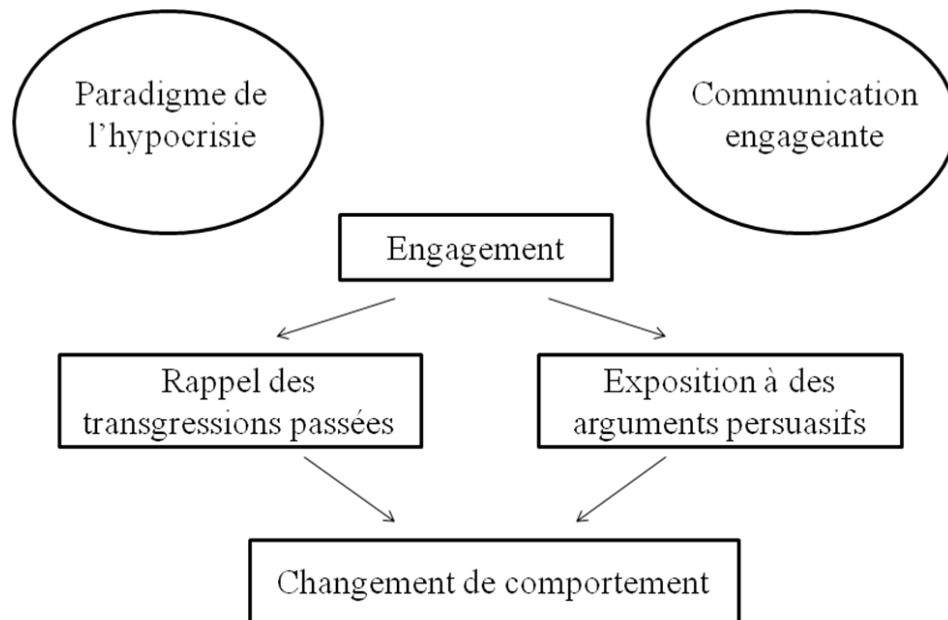 Paradigme de
l’hypocrisie
Communication
engageante
Engagement
Rappel des
transgressions passées
Exposition à des
arguments persuasifs
Changement de comportement